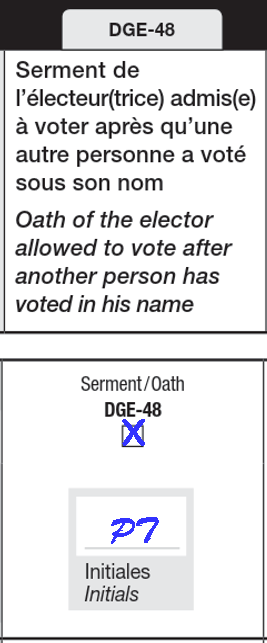 DGE-48
Serment de
l'électeur(trice) admis(e)
à voter après qu'une
autre personne a voté
sous son nom
Oath of the elector
allowed to vote after
another person has
voted in his name
Serment/Oath
DGE-48
X
PT
Initiales
Initials